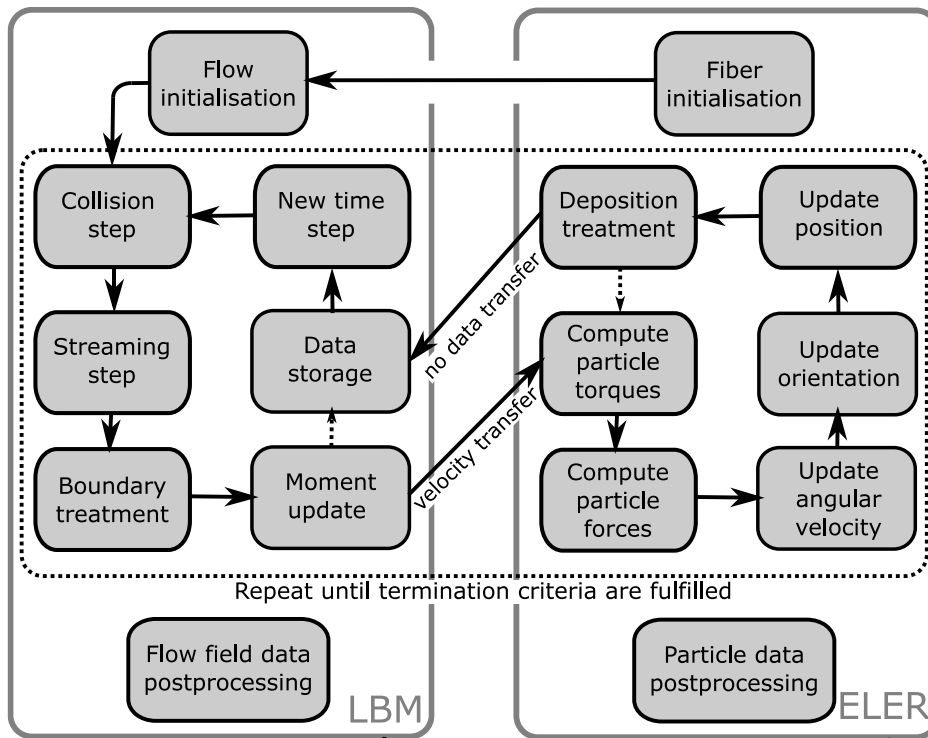 Flow
initialisation
Fiber
initialisation
Collision
step
New time
step
Deposition
treatment
Update
position
Streaming
step
Data
storage
no data transfer
Compute
particle
torques
Update
orientation
Boundary
treatment
Moment
update
velocity transfer
Compute
particle
forces
Update
angular
velocity
Repeat until termination criteria are fulfilled
Flow field data
postprocessing
LBM
Particle data
postprocessing
ELER